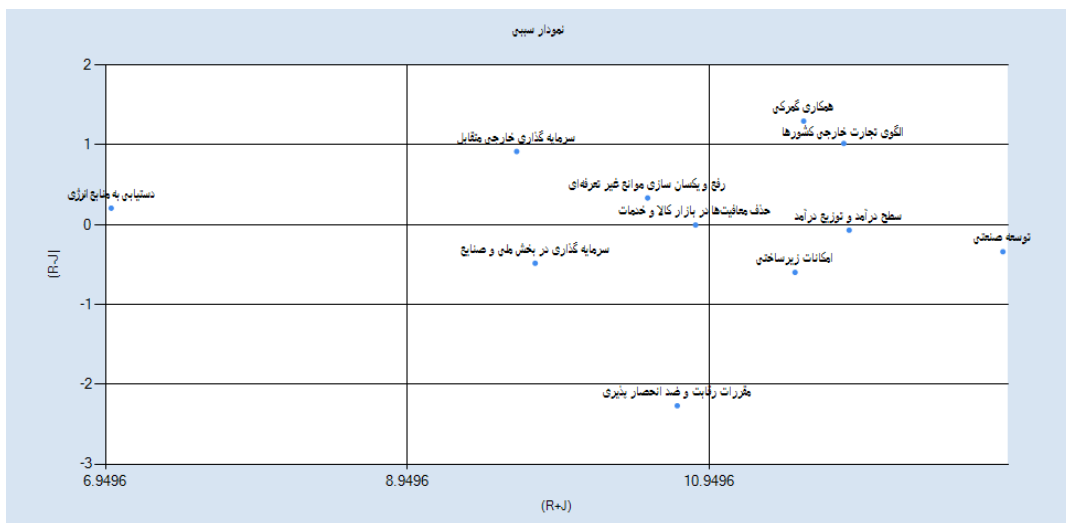 نمودار سببی
2
همکاری گمرکی
الگوی تجارت خارجی کشورها
سرمایه گذاری خارجی متقابل
1
رفع و یکسان سازی موانع غیر تعرفه‌ای
دستیابی به منابع انرژی
حذف معافیت‌ها در بازار کالا و خدمات
سطح درآمد و توزیع درآمد
0
توسعه صنعتی
سرمایه گذاری در بخش ملی و صنایع
امکانات زیرساختی
(R-J)
-1
-2
مقررات رقابت و ضد انحصار پذیری
-3
6.9496
8.9496
10.9496
(R+J)